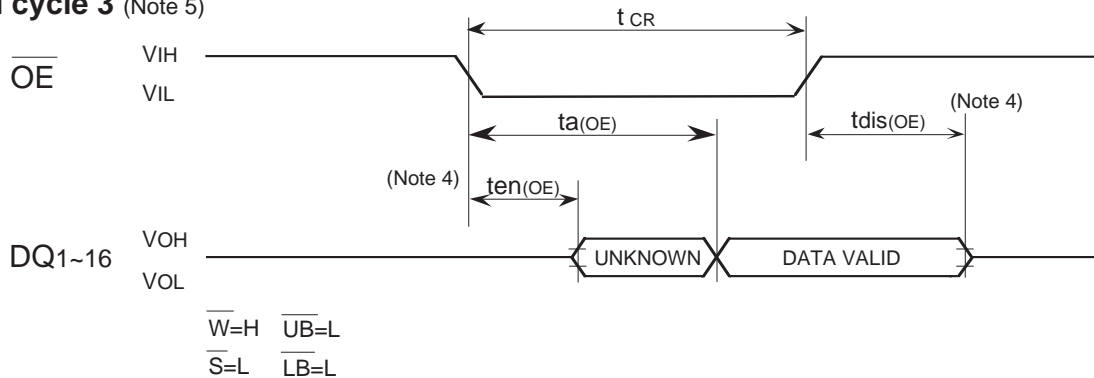 cycle 3 (Note 5)
t CR
OE
VIH
VIL
(Note 4)
ta(OE)
tdis(OE)
(Note 4)
ten(OE)
DQ1~16
VOH
VOL
UNKNOWN
DATA VALID
W=H UB=L
S=L LB=L